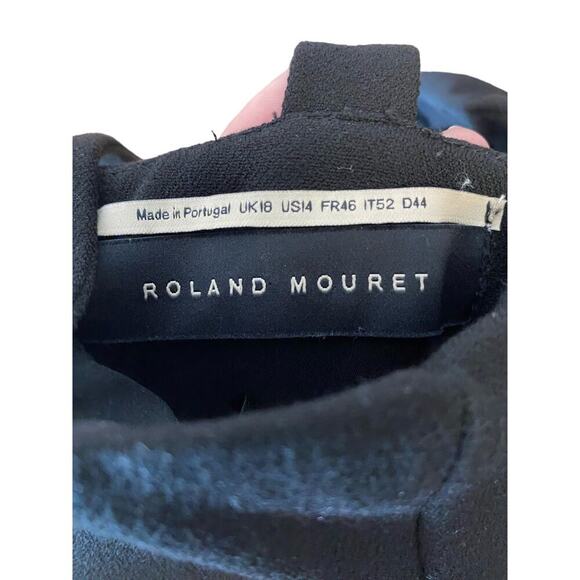 Made in Portugal UK18 US14 FR46 IT52 D44
ROLAND MOURET